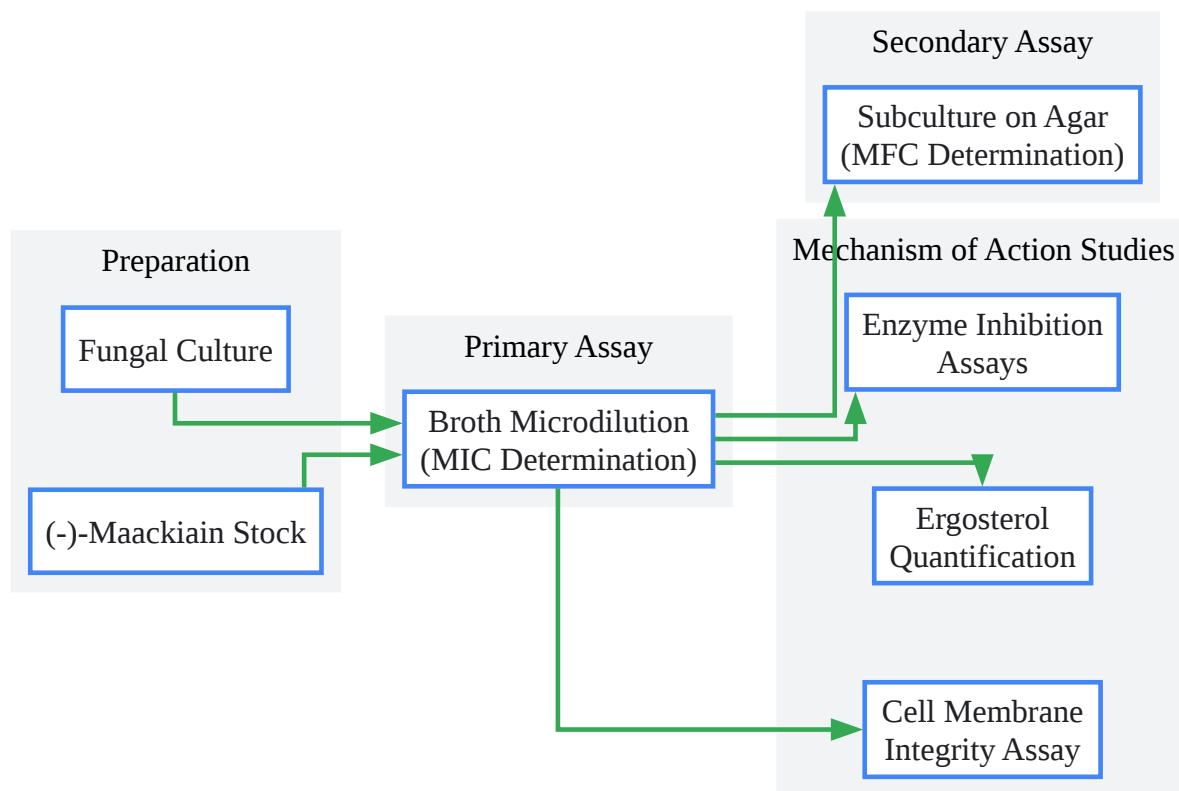 Preparation
Fungal Culture
(-)-Maackiain Stock
Primary Assay
Broth Microdilution
(MIC Determination)
Secondary Assay
Subculture on Agar
(MFC Determination)
Mechanism of Action Studies
Enzyme Inhibition
Assays
Ergosterol
Quantification
Cell Membrane
Integrity Assay